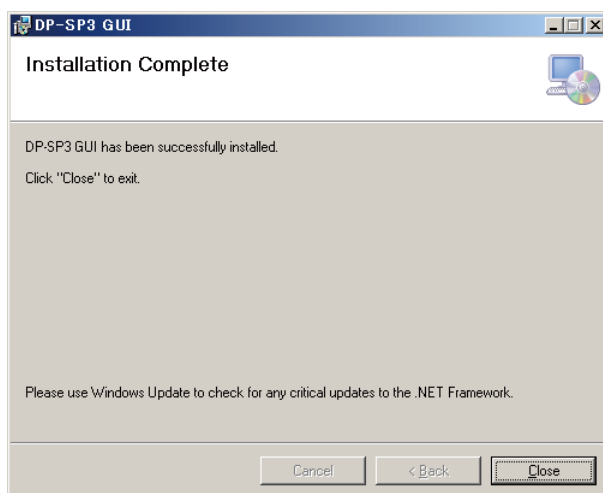 DP-SP3 GUI
Installation Complete
DP-SP3 GUI has been successfully installed.
Click "Close" to exit.
Please use Windows Update to check for any critical updates to the .NET Framework.
Cancel
< Back
Close